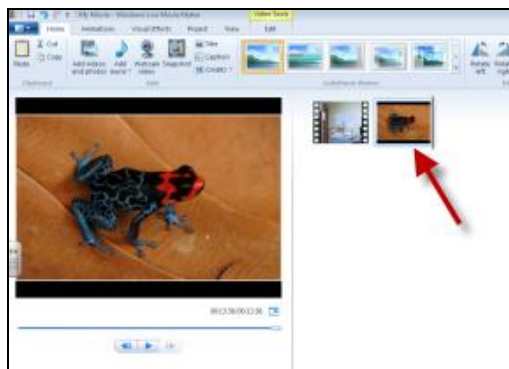 My Movie - Windows Live Movie Maker
Video Tools
Home Animations Visual Effects Project View Edit
Paste
Cut
Copy
Add videos and photos
Add music
Webcam video
Snapshot
Title
Caption
Credits
Rotate left
Rotate
Clipboard
Add
AutoMovie themes